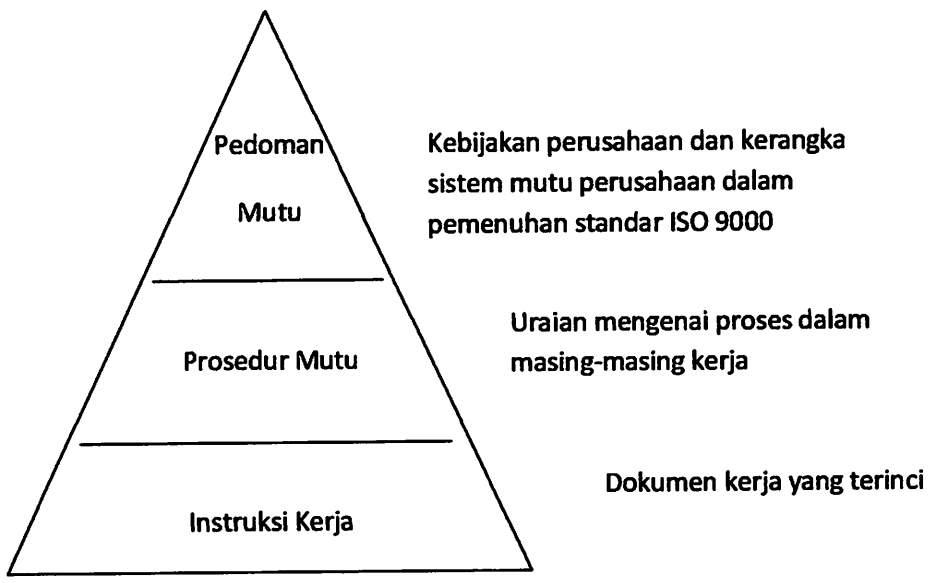 Pedoman
Mutu
Kebijakan perusahaan dan kerangka
sistem mutu perusahaan dalam
pemenuhan standar ISO 9000
Prosedur Mutu
Uraian mengenai proses dalam
masing-masing kerja
Instruksi Kerja
Dokumen kerja yang terinci